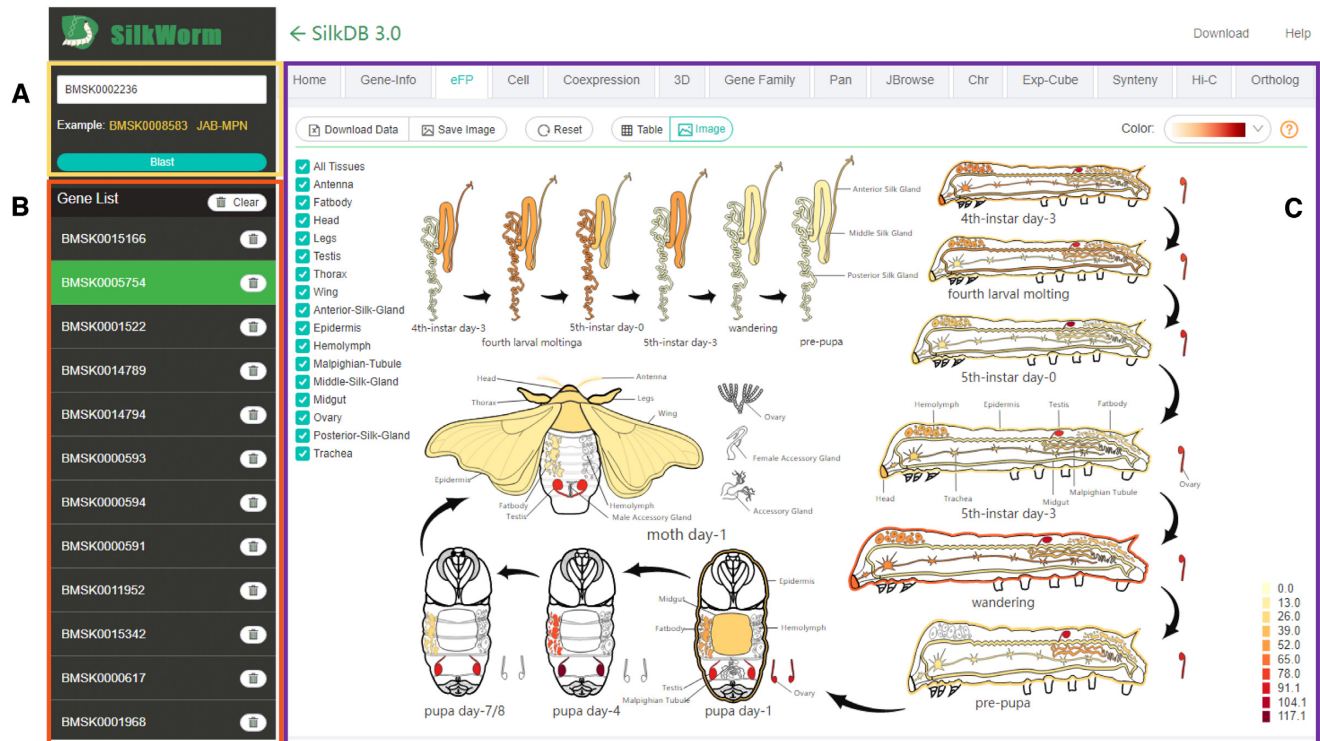 SilkWorm
← SilkDB 3.0
Download Help
A
BMSK0002236
Example: BMSK0008583 JAB-MPN
Blast
B
Gene List
Clear
BMSK0015166
BMSK0005754
BMSK0001522
BMSK0014789
BMSK0014794
BMSK0000593
BMSK0000594
BMSK0000591
BMSK0011952
BMSK0015342
BMSK0000617
BMSK0001968
C
Home Gene-Info eFP Cell Coexpression 3D Gene Family Pan JBrowse Chr Exp-Cube Synteny Hi-C Ortholog
Download Data Save Image Reset Table Image Color: ?
All Tissues
Antenna
Fatbody
Head
Legs
Testis
Thorax
Wing
Anterior-Silk-Gland
Epidermis
Hemolymph
Malpighian-Tubule
Middle-Silk-Gland
Midgut
Ovary
Posterior-Silk-Gland
Trachea
Anterior Silk Gland
Middle Silk Gland
Posterior Silk Gland
4th-instar day-3
fourth larval moltinga
5th-instar day-0
5th-instar day-3
wandering
pre-pupa
4th-instar day-3
fourth larval molting
5th-instar day-0
Hemolymph Epidermis Testis Fatbody
Head
Trachea
Midgut
Malpighian Tubule
Ovary
5th-instar day-3
wandering
pre-pupa
Head
Antenna
Thorax
Legs
Wing
Epidermis
Fatbody
Testis
Hemolymph
Male Accessory Gland
Ovary
Female Accessory Gland
Accessory Gland
moth day-1
Epidermis
Midgut
Fatbody
Hemolymph
Testis
Malpighian Tubule
Ovary
pupa day-7/8
pupa day-4
pupa day-1
0.0
13.0
26.0
39.0
52.0
65.0
78.0
91.1
104.1
117.1